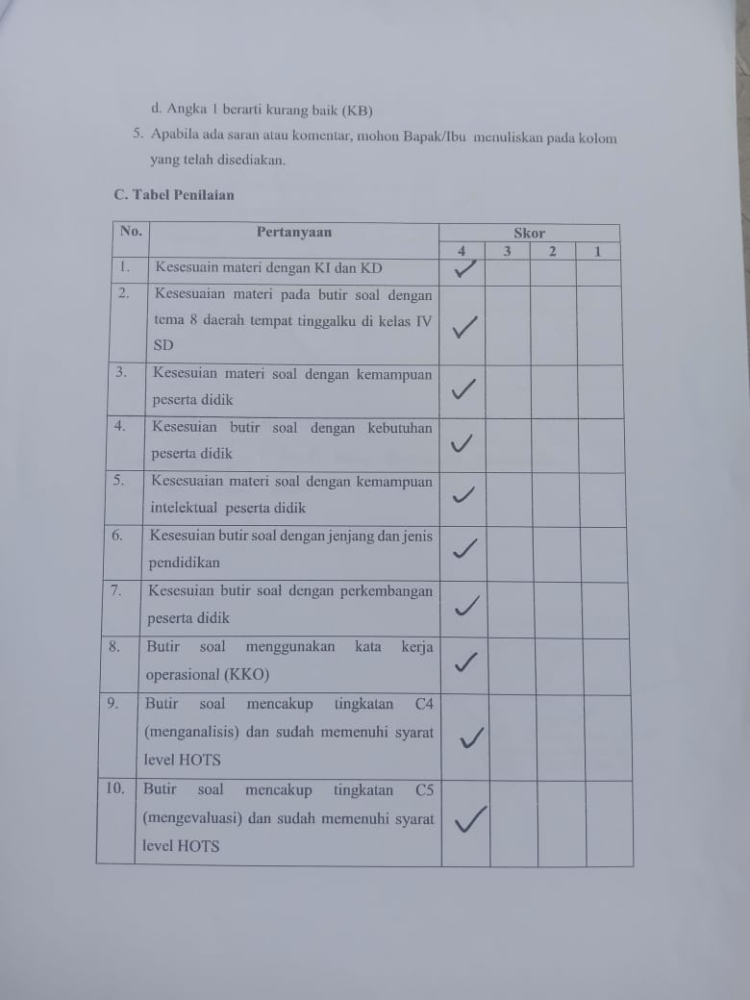 d. Angka 1 berarti kurang baik (KB)
5. Apabila ada saran atau komentar, mohon Bapak/Ibu menuliskan pada kolom
yang telah disediakan.
C. Tabel Penilaian
No. Pertanyaan Skor
4 3 2 1
1. Kesesuain materi dengan KI dan KD ✓
2. Kesesuaian materi pada butir soal dengan
tema 8 daerah tempat tinggalku di kelas IV ✓
SD
3. Kesesuian materi soal dengan kemampuan
peserta didik ✓
4. Kesesuian butir soal dengan kebutuhan
peserta didik ✓
5. Kesesuaian materi soal dengan kemampuan
intelektual peserta didik ✓
6. Kesesuian butir soal dengan jenjang dan jenis
pendidikan ✓
7. Kesesuian butir soal dengan perkembangan
peserta didik ✓
8. Butir soal menggunakan kata kerja
operasional (KKO) ✓
9. Butir soal mencakup tingkatan C4
(menganalisis) dan sudah memenuhi syarat ✓
level HOTS
10. Butir soal mencakup tingkatan C5
(mengevaluasi) dan sudah memenuhi syarat ✓
level HOTS